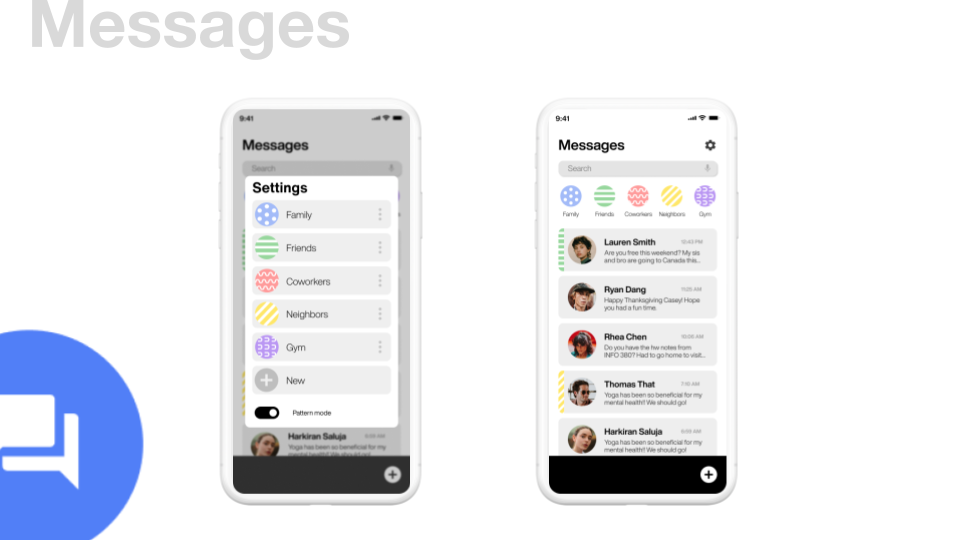 Messages
9:41
Messages
Search
Settings
Family
Friends
Coworkers
Neighbors
Gym
New
Pattern mode
Harkiran Saluja 6:59 AM
Yoga has been so beneficial for my
mental health!! We should go!
9:41
Messages
Search
Family Friends Coworkers Neighbors Gym
Lauren Smith 10:43 PM
Are you free this weekend? My sis
and bro are going to Canada this...
Ryan Dang 11:25 AM
Happy Thanksgiving Casey! Hope
you had a fun time.
Rhea Chen 10:08 AM
Do you have the hw notes from
INFO 380? Had to go home to visit...
Thomas That 7:16 AM
Yoga has been so beneficial for my
mental health!! We should go!
Harkiran Saluja 6:59 AM
Yoga has been so beneficial for my
mental health!! We should go!